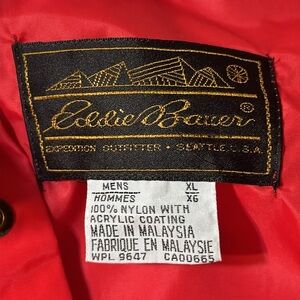 Eddie Bauer®
EXPEDITION OUTFITTER • SEATTLE, U.S.A.
MENS XL
HOMMES XG
100% NYLON WITH
ACRYLIC COATING
MADE IN MALAYSIA
FABRIQUE EN MALAYSIE
WPL 9647 CA00665